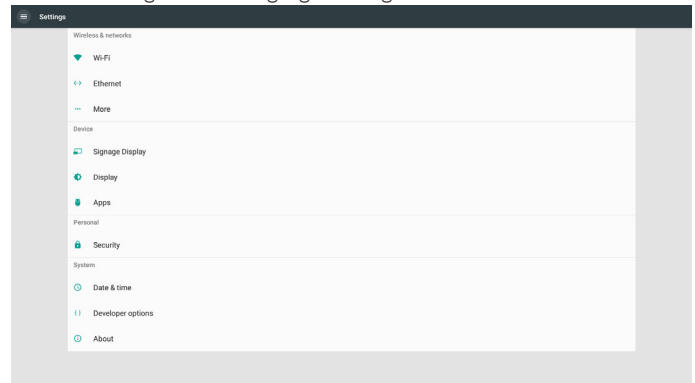 Settings
Wireless & networks
Wi-Fi
Ethernet
More
Device
Signage Display
Display
Apps
Personal
Security
System
Date & time
Developer options
About